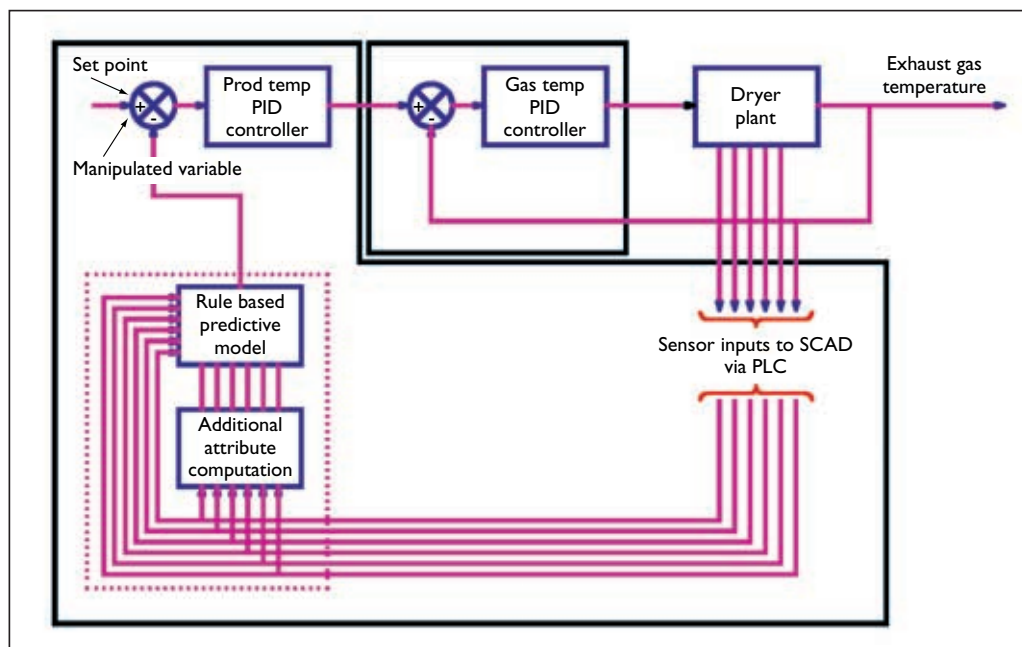 Set point
+
-
Manipulated variable
Prod temp
PID
controller
+
-
Gas temp
PID
controller
Dryer
plant
Exhaust gas
temperature
Rule based
predictive
model
Additional
attribute
computation
Sensor inputs to SCAD
via PLC